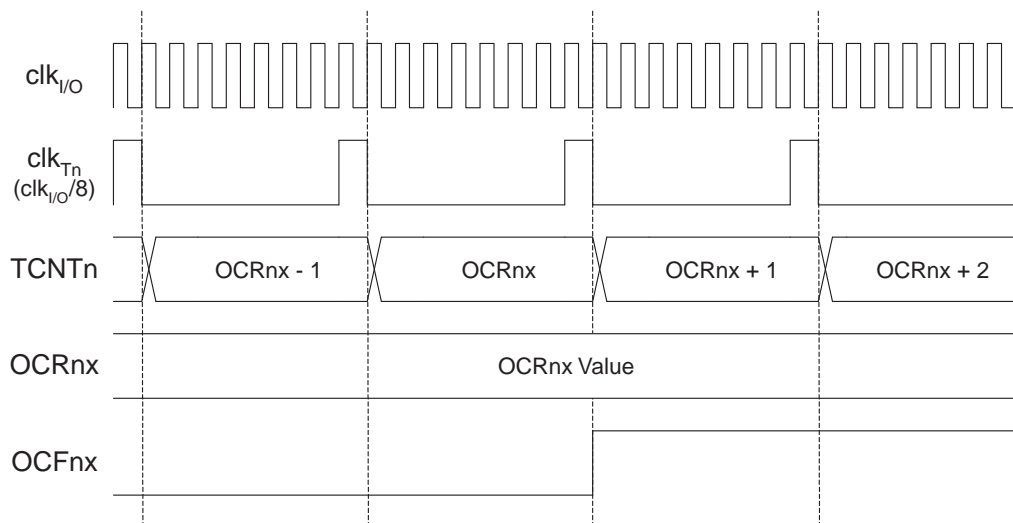 clkI/O
clkTn
(clkI/O/8)
TCNTn
OCRnx - 1
OCRnx
OCRnx + 1
OCRnx + 2
OCRnx
OCRnx Value
OCFnx